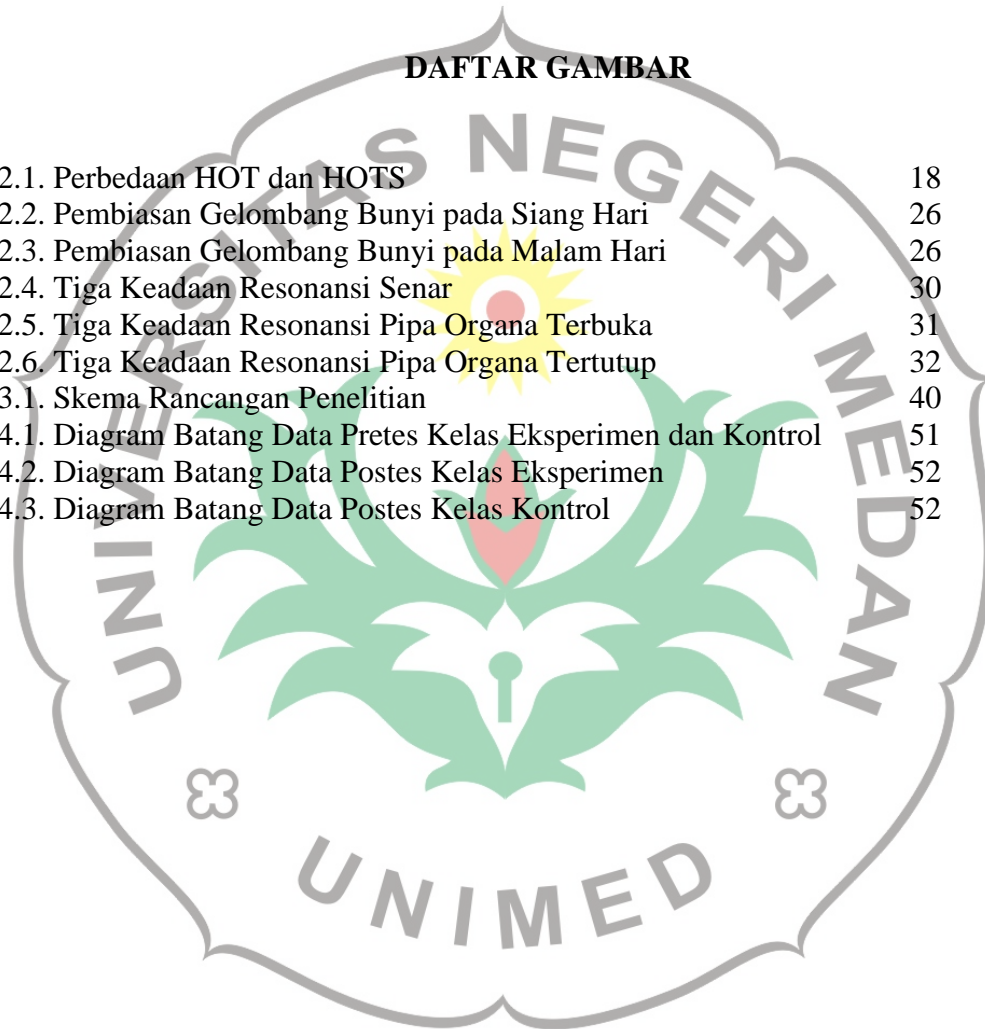 DAFTAR GAMBAR
2.1. Perbedaan HOT dan HOTS 18
2.2. Pembiasan Gelombang Bunyi pada Siang Hari 26
2.3. Pembiasan Gelombang Bunyi pada Malam Hari 26
2.4. Tiga Keadaan Resonansi Senar 30
2.5. Tiga Keadaan Resonansi Pipa Organa Terbuka 31
2.6. Tiga Keadaan Resonansi Pipa Organa Tertutup 32
3.1. Skema Rancangan Penelitian 40
4.1. Diagram Batang Data Pretes Kelas Eksperimen dan Kontrol 51
4.2. Diagram Batang Data Postes Kelas Eksperimen 52
4.3. Diagram Batang Data Postes Kelas Kontrol 52
UNIVERSITAS NEGERI MEDAN
UNIMED